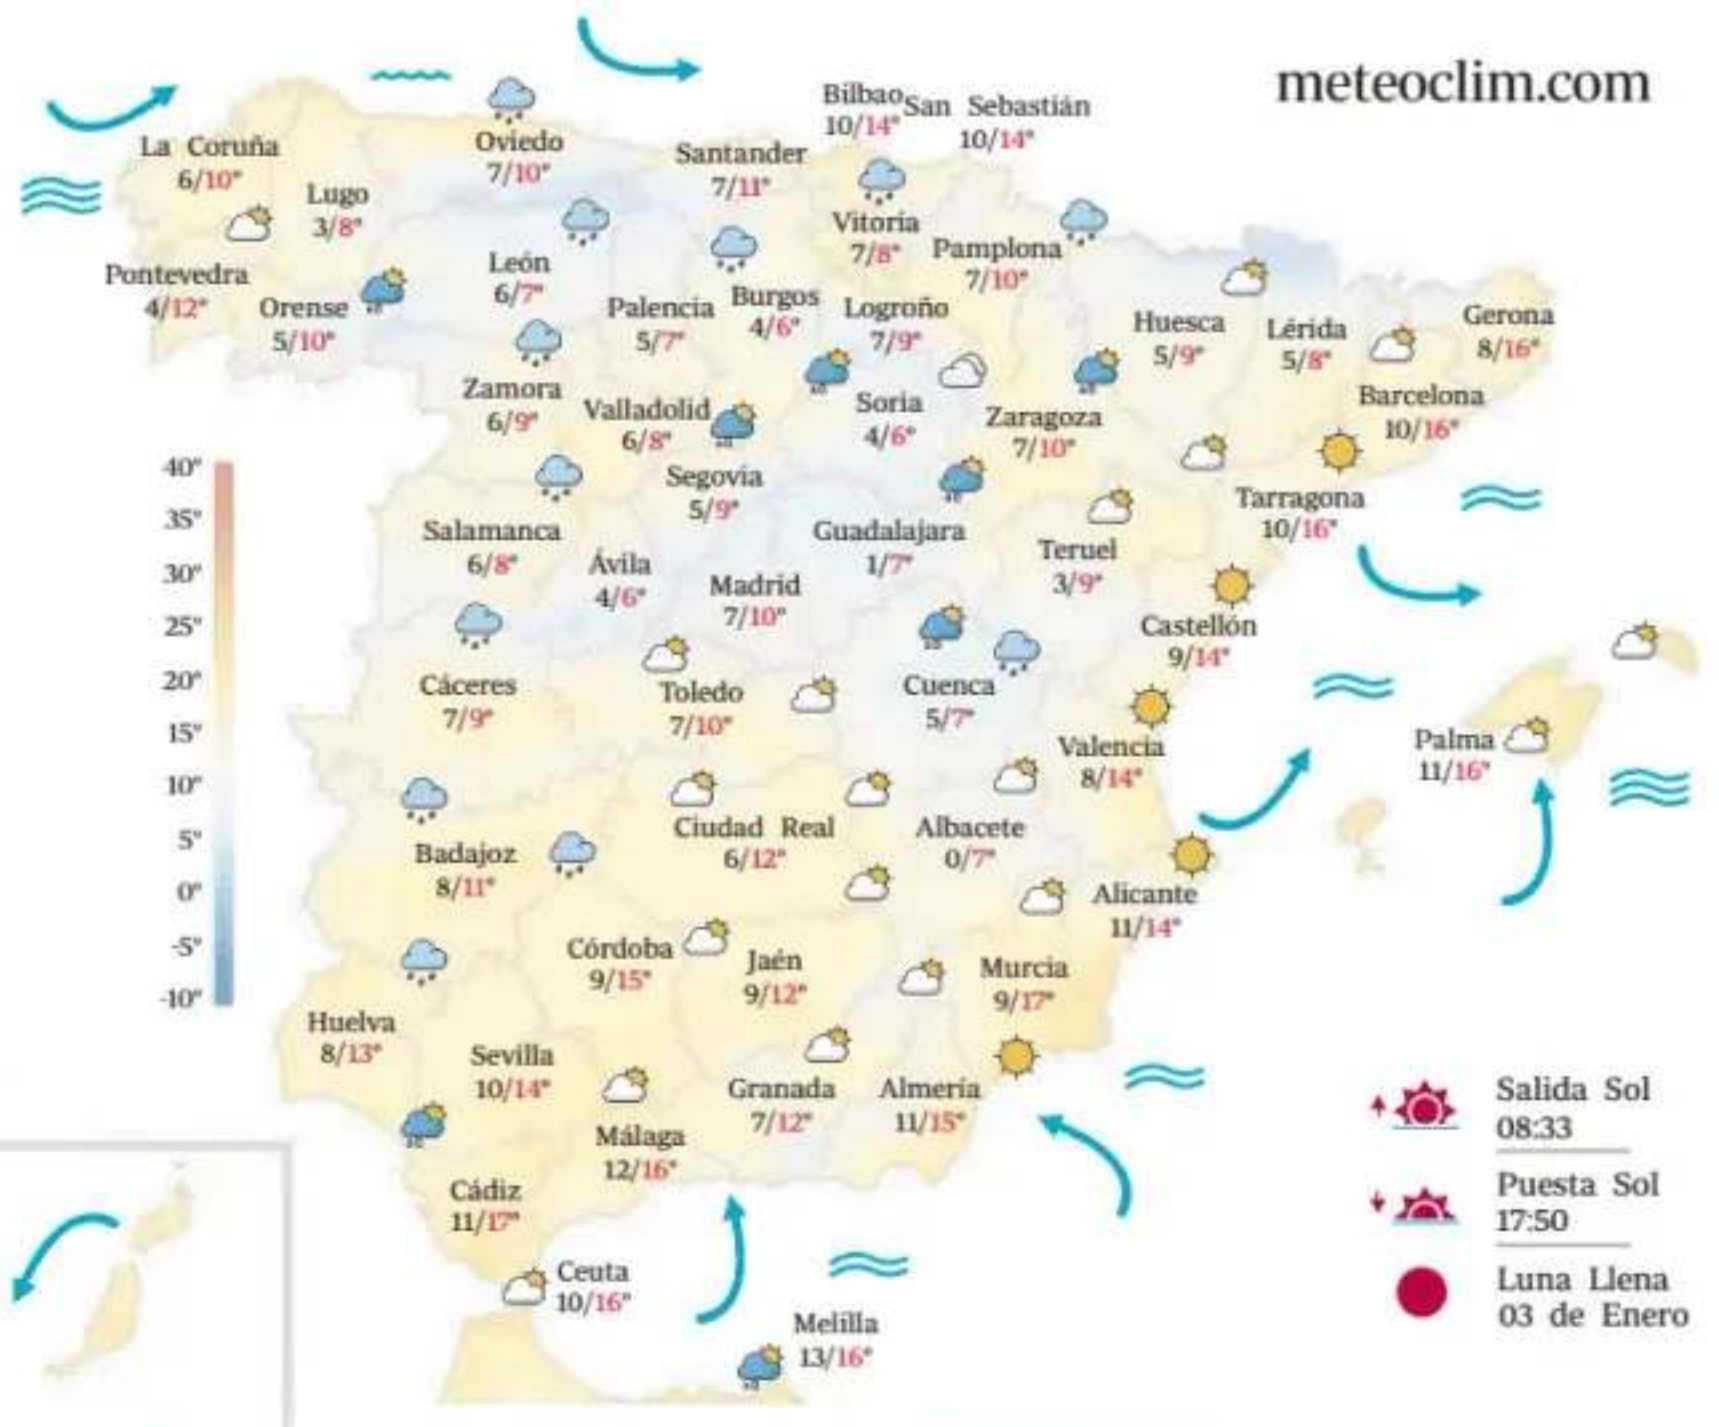 meteoclim.com
Bilbao
10/14°
San Sebastián
10/14°
La Coruña
6/10°
Oviedo
7/10°
Santander
7/11°
Lugo
3/8°
Vitoria
7/8°
Pamplona
7/10°
Pontevedra
4/12°
Orense
5/10°
León
6/7°
Palencia
5/7°
Burgos
4/6°
Logroño
7/9°
Huesca
5/9°
Lérida
5/8°
Gerona
8/16°
Zamora
6/9°
Valladolid
6/8°
Soria
4/6°
Zaragoza
7/10°
Barcelona
10/16°
Segovia
5/9°
Tarragona
10/16°
Salamanca
6/8°
Ávila
4/6°
Madrid
7/10°
Guadalajara
1/7°
Teruel
3/9°
Castellón
9/14°
Cáceres
7/9°
Toledo
7/10°
Cuenca
5/7°
Valencia
8/14°
Palma
11/16°
Badajoz
8/11°
Ciudad Real
6/12°
Albacete
0/7°
Alicante
11/14°
Córdoba
9/15°
Jaén
9/12°
Murcia
9/17°
Huelva
8/13°
Sevilla
10/14°
Granada
7/12°
Almería
11/15°
Málaga
12/16°
Cádiz
11/17°
Ceuta
10/16°
Melilla
13/16°
40°
35°
30°
25°
20°
15°
10°
5°
0°
-5°
-10°
Salida Sol
08:33
Puesta Sol
17:50
Luna Llena
03 de Enero